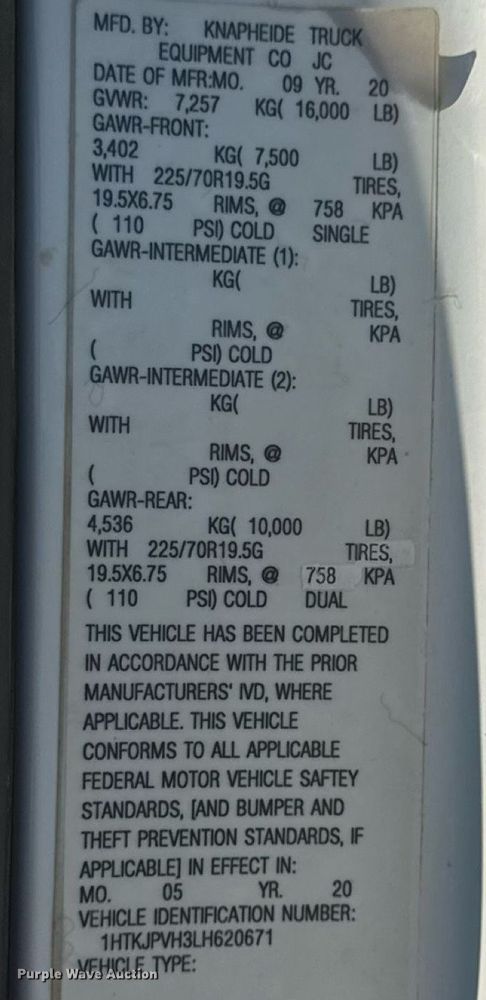 MFD. BY: KNAPHEIDE TRUCK
EQUIPMENT CO JC
DATE OF MFR:MO. 09 YR. 20
GVWR: 7,257 KG( 16,000 LB)
GAWR-FRONT:
3,402 KG( 7,500 LB)
WITH 225/70R19.5G TIRES,
19.5X6.75 RIMS, @ 758 KPA
( 110 PSI) COLD SINGLE
GAWR-INTERMEDIATE (1):
KG( LB)
WITH TIRES,
RIMS, @ KPA
( PSI) COLD
GAWR-INTERMEDIATE (2):
KG( LB)
WITH TIRES,
RIMS, @ KPA
( PSI) COLD
GAWR-REAR:
4,536 KG( 10,000 LB)
WITH 225/70R19.5G TIRES,
19.5X6.75 RIMS, @ 758 KPA
( 110 PSI) COLD DUAL
THIS VEHICLE HAS BEEN COMPLETED
IN ACCORDANCE WITH THE PRIOR
MANUFACTURERS' IVD, WHERE
APPLICABLE. THIS VEHICLE
CONFORMS TO ALL APPLICABLE
FEDERAL MOTOR VEHICLE SAFTEY
STANDARDS, [AND BUMPER AND
THEFT PREVENTION STANDARDS, IF
APPLICABLE] IN EFFECT IN:
MO. 05 YR. 20
VEHICLE IDENTIFICATION NUMBER:
1HTKJPVH3LH620671
VEHICLE TYPE:
Purple Wave Auction